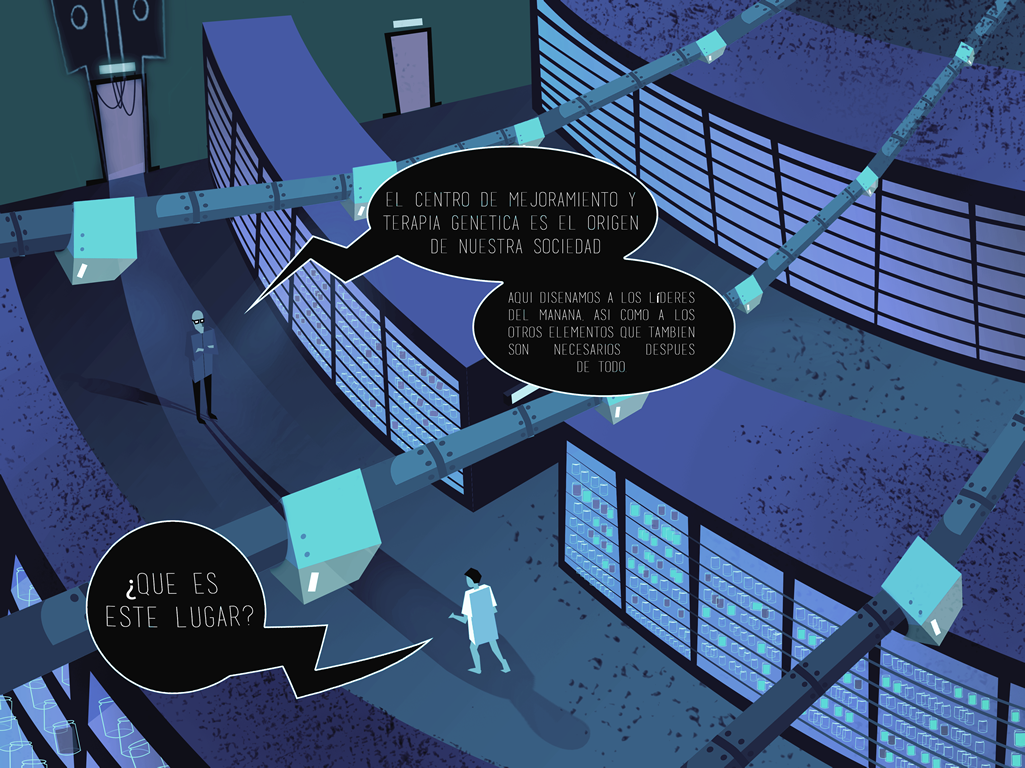 EL CENTRO DE MEJORAMIENTO Y
TERAPIA GENETICA ES EL ORIGEN
DE NUESTRA SOCIEDAD
AQUI DISENAMOS A LOS LíDERES
DEL MANANA, ASI COMO A LOS
OTROS ELEMENTOS QUE TAMBIEN
SON NECESARIOS DESPUES
DE TODO
¿QUE ES
ESTE LUGAR?